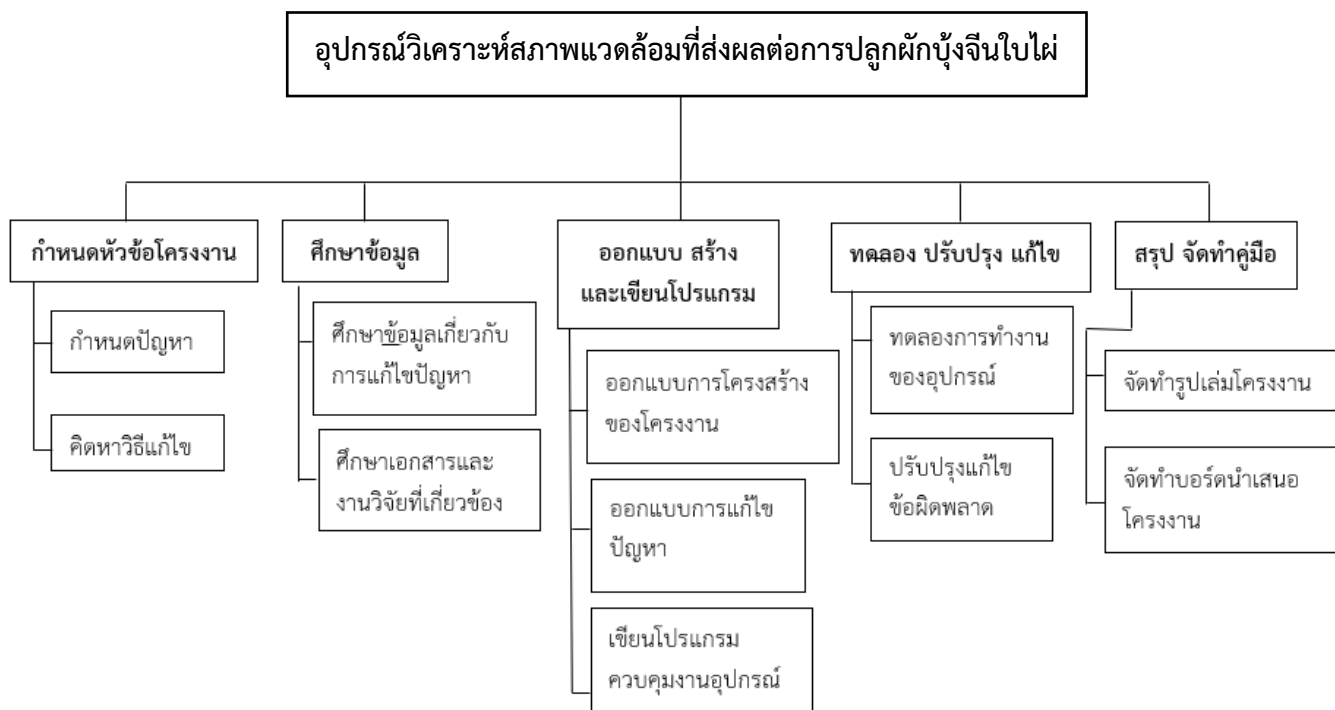 อุปกรณ์วิเคราะห์สภาพแวดล้อมที่ส่งผลต่อการปลูกผักบุ้งจีนใบไผ่
กำหนดหัวข้อโครงงาน
กำหนดปัญหา
คิดหาวิธีแก้ไข
ศึกษาข้อมูล
ศึกษาข้อมูลเกี่ยวกับ
การแก้ไขปัญหา
ศึกษาเอกสารและ
งานวิจัยที่เกี่ยวข้อง
ออกแบบ สร้าง
และเขียนโปรแกรม
ออกแบบการโครงสร้าง
ของโครงงาน
ออกแบบการแก้ไข
ปัญหา
เขียนโปรแกรม
ควบคุมงานอุปกรณ์
ทดลอง ปรับปรุง แก้ไข
ทดลองการทำงาน
ของอุปกรณ์
ปรับปรุงแก้ไข
ข้อผิดพลาด
สรุป จัดทำคู่มือ
จัดทำรูปเล่มโครงงาน
จัดทำบอร์ดนำเสนอ
โครงงาน